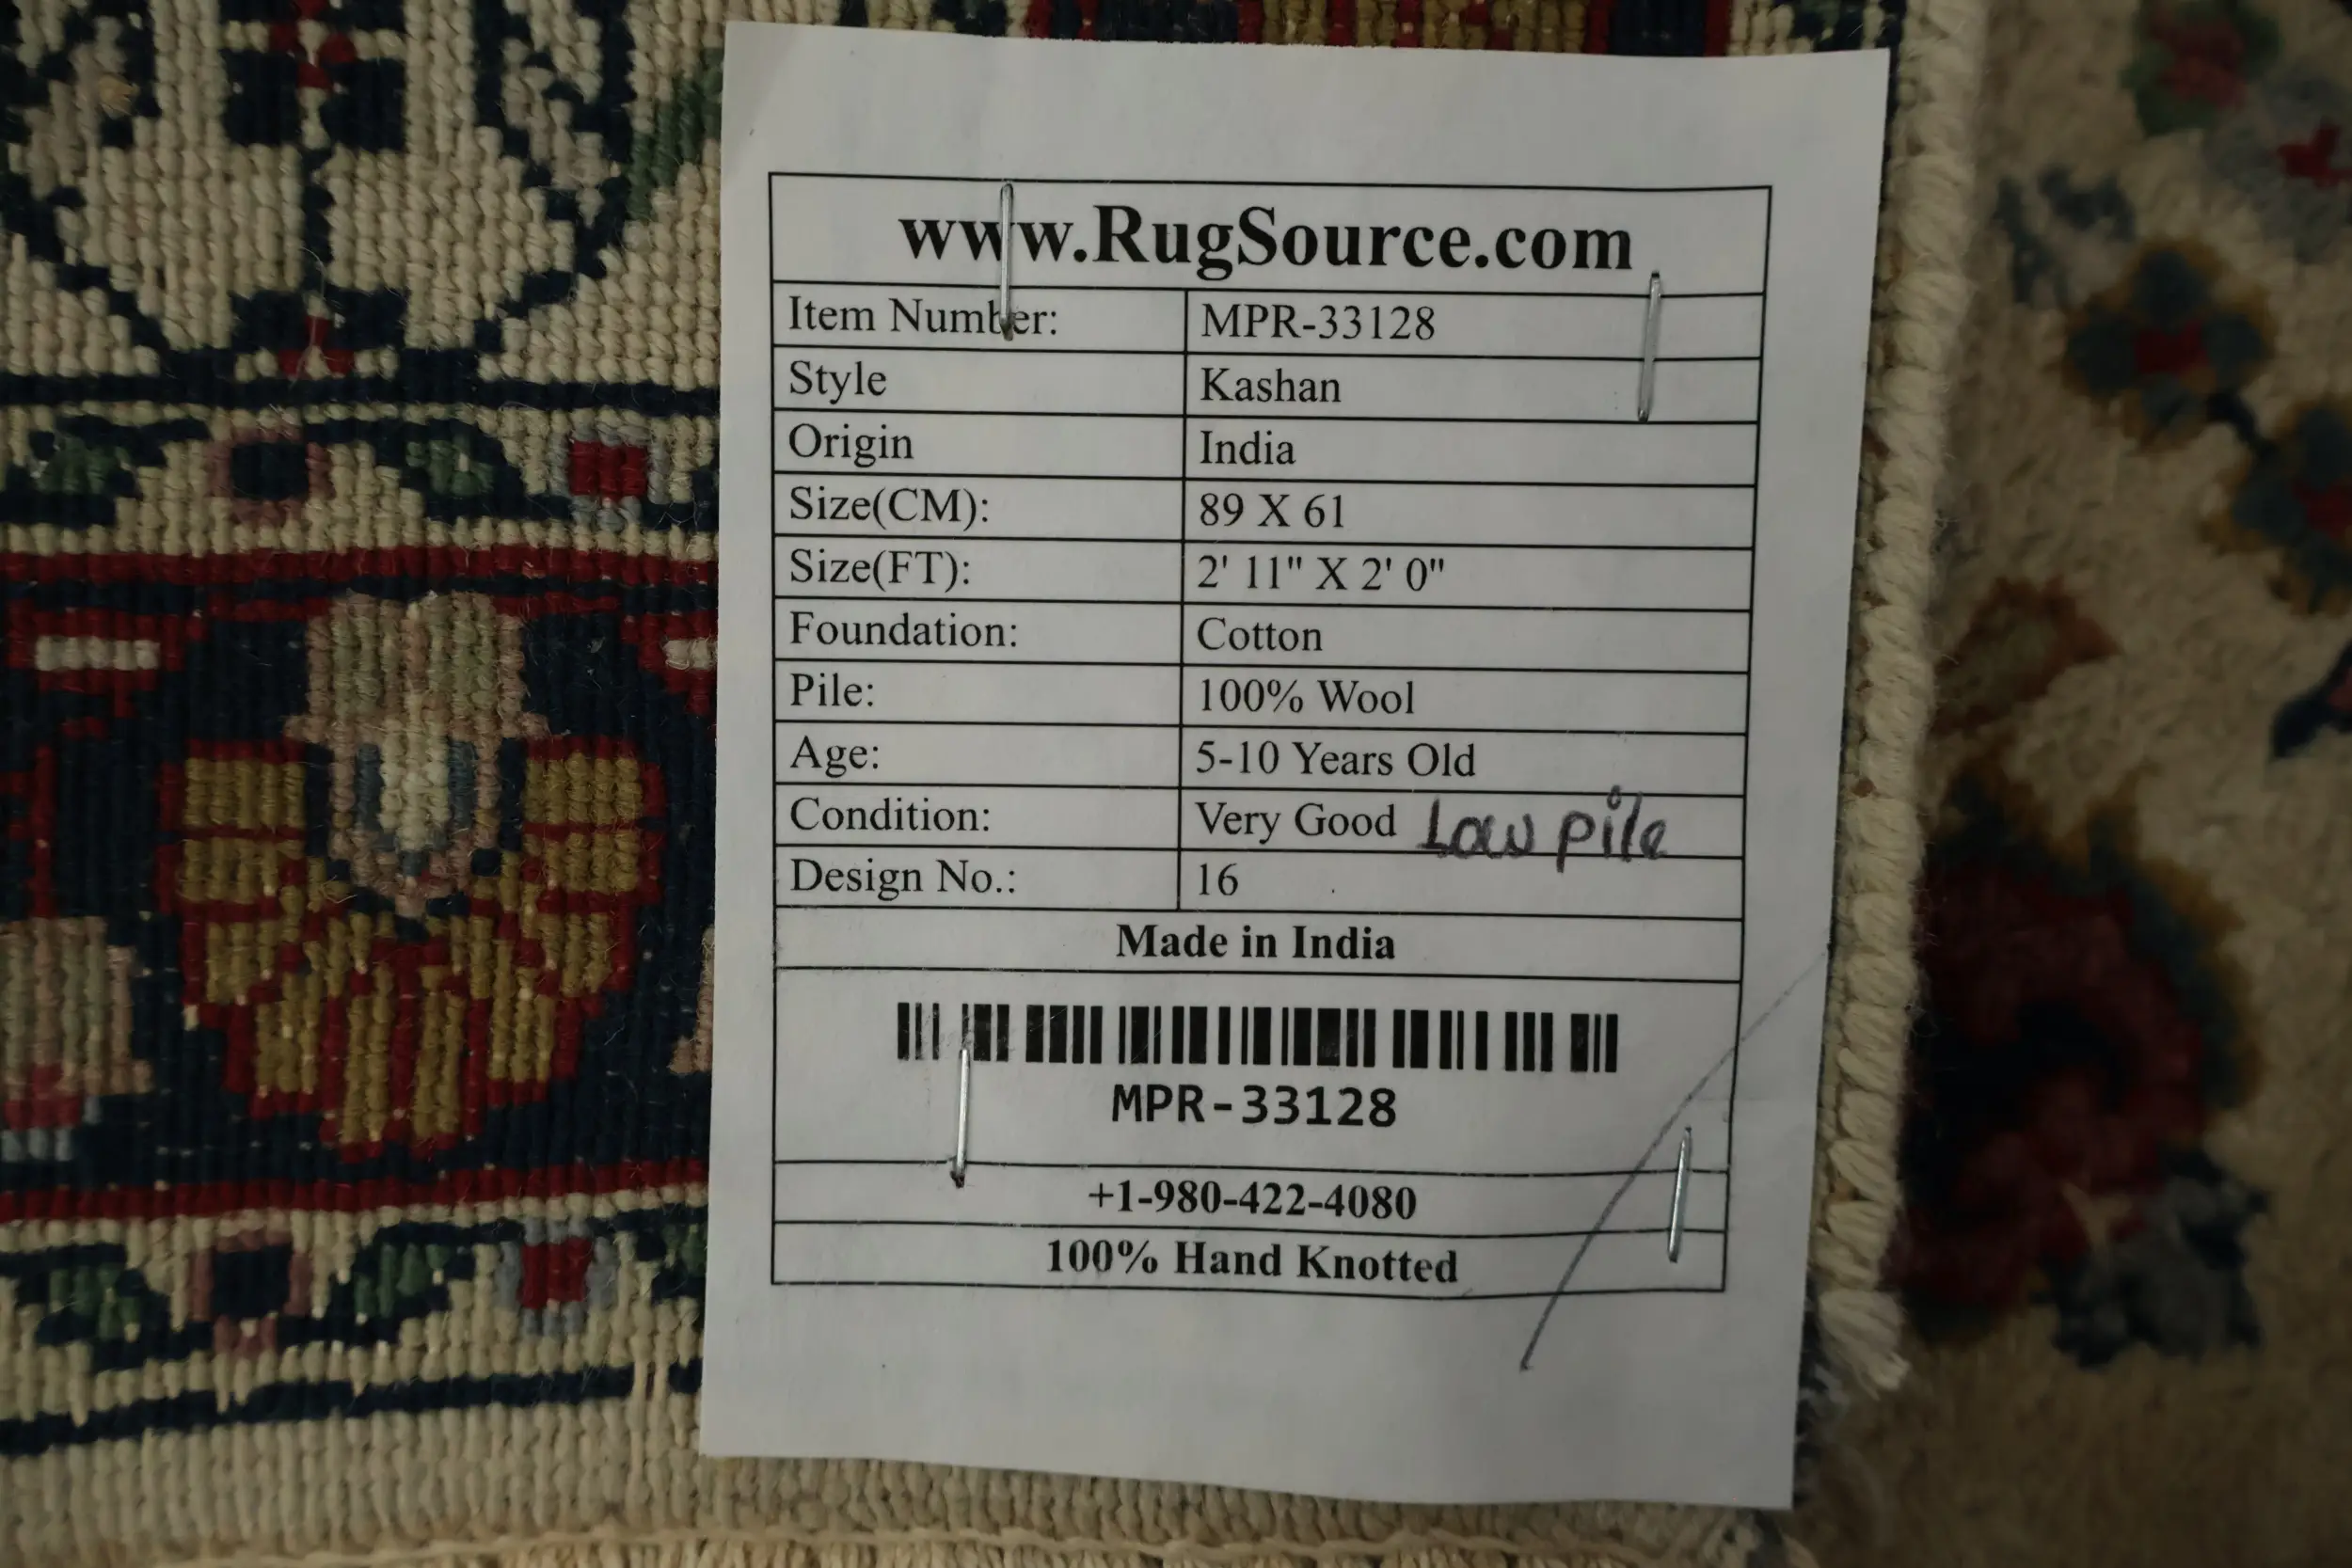 www.RugSource.com
Item Number: MPR-33128
Style Kashan
Origin India
Size(CM): 89 X 61
Size(FT): 2' 11" X 2' 0"
Foundation: Cotton
Pile: 100% Wool
Age: 5-10 Years Old
Condition: Very Good Low pile
Design No.: 16
Made in India
MPR-33128
+1-980-422-4080
100% Hand Knotted